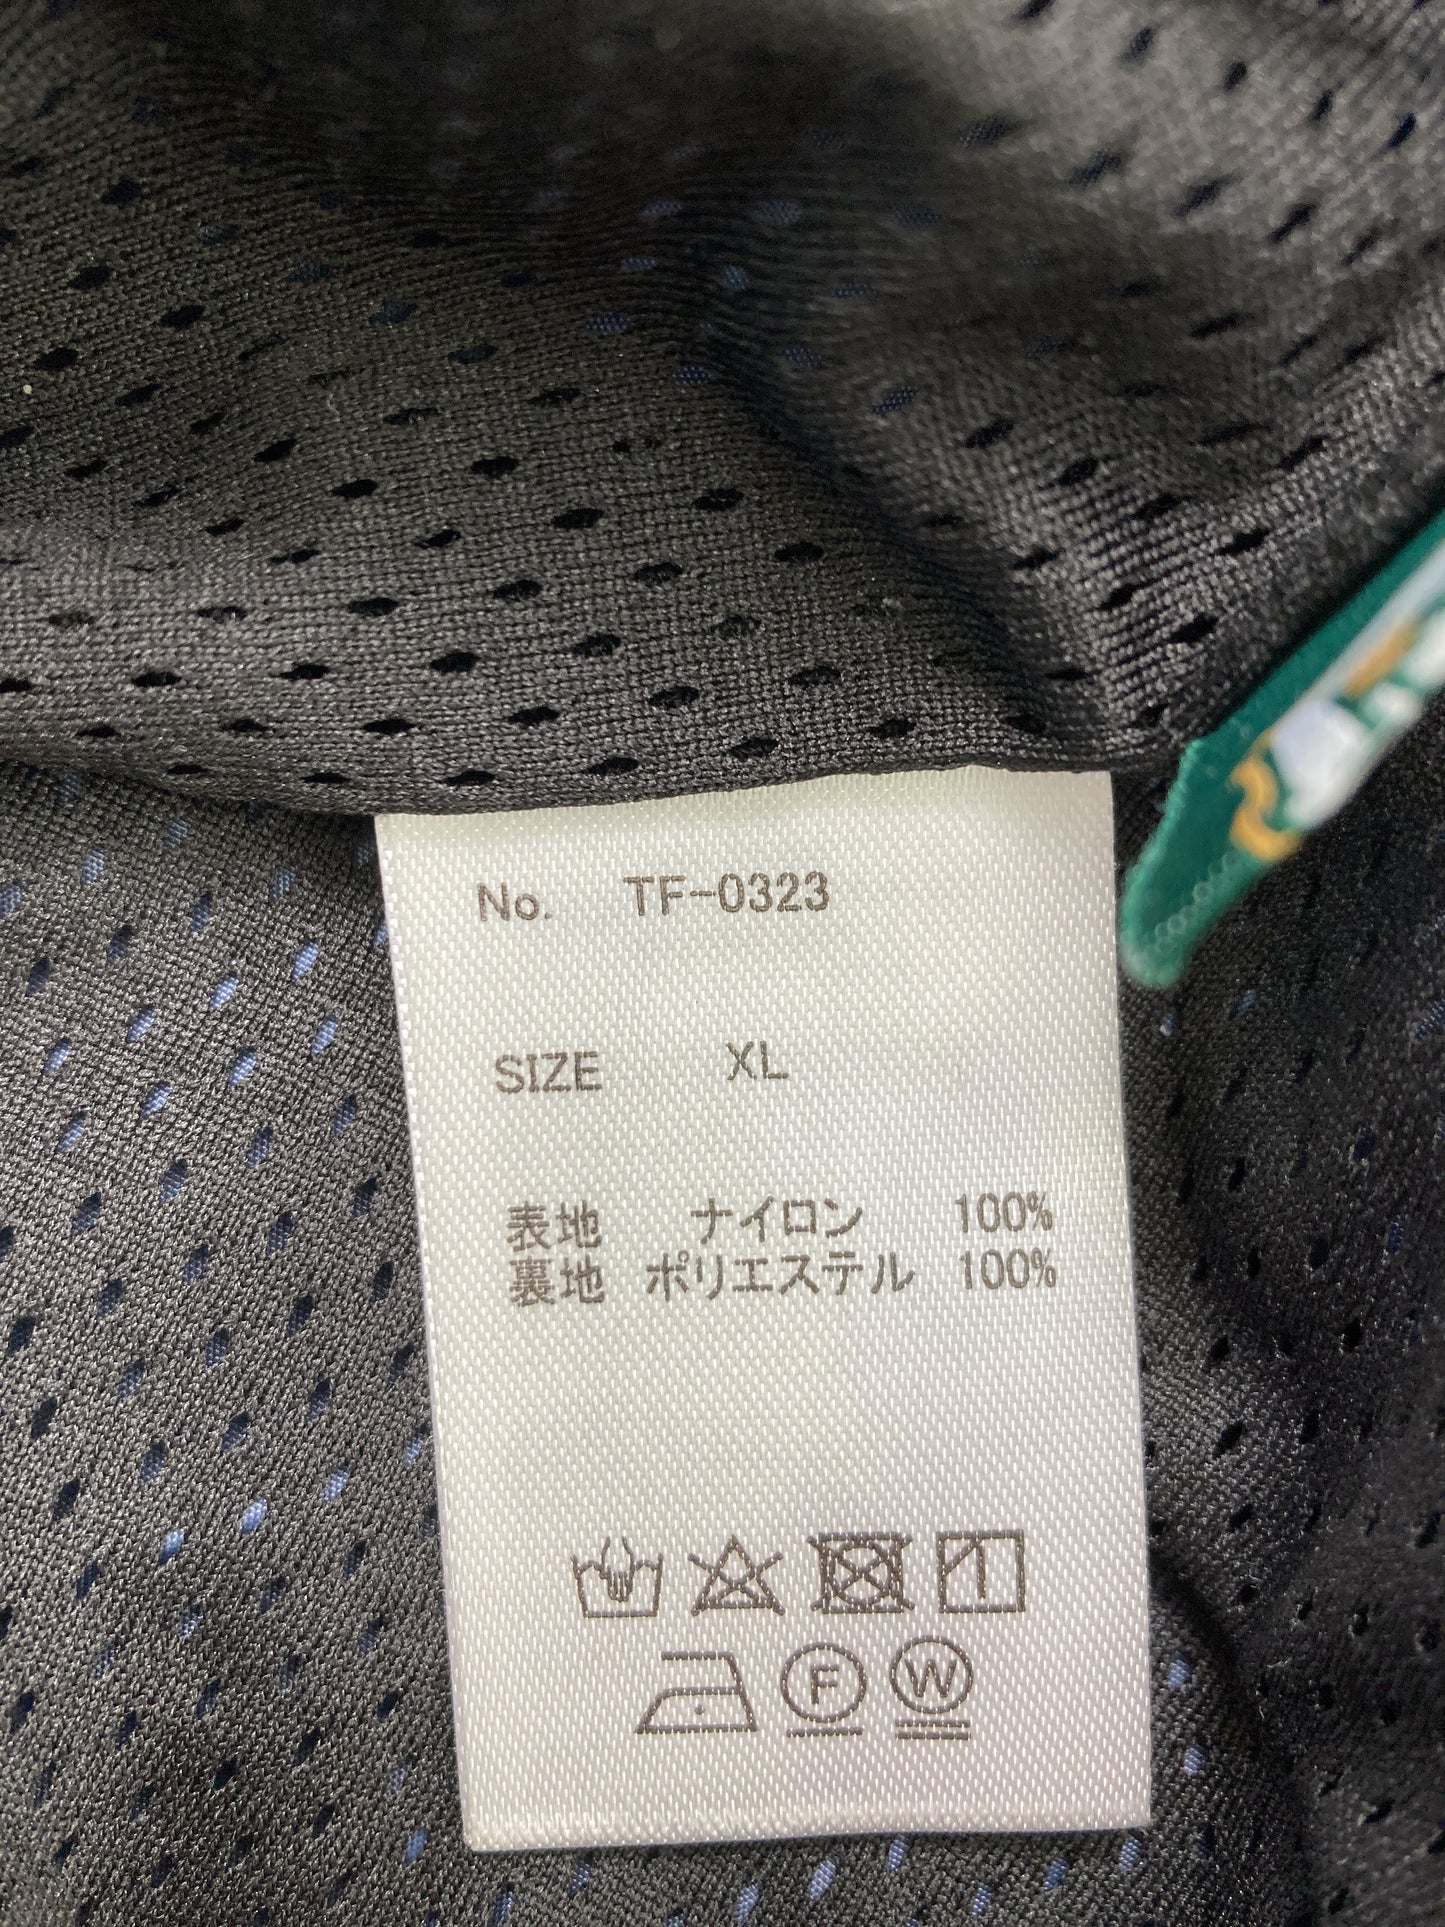 No. TF-0323
SIZE XL
表地 ナイロン 100%
裏地 ポリエステル 100%
F W